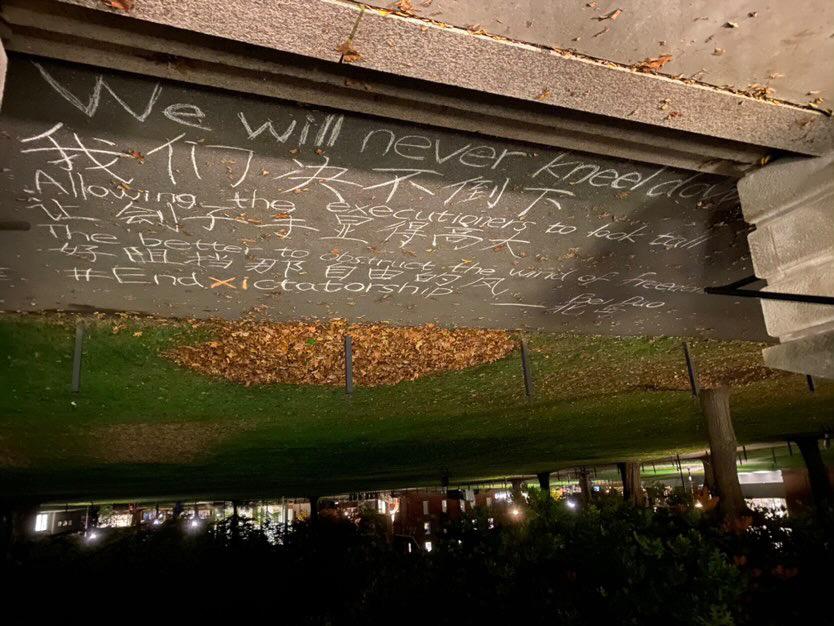 We will never kneel down
我们决不倒下
Allowing the executioners to look tall
让刽子手显得高大
The better to obstruct the wind of freedom
好阻挡那自由的风
#Endxictatorship —— Bei Dao
北岛